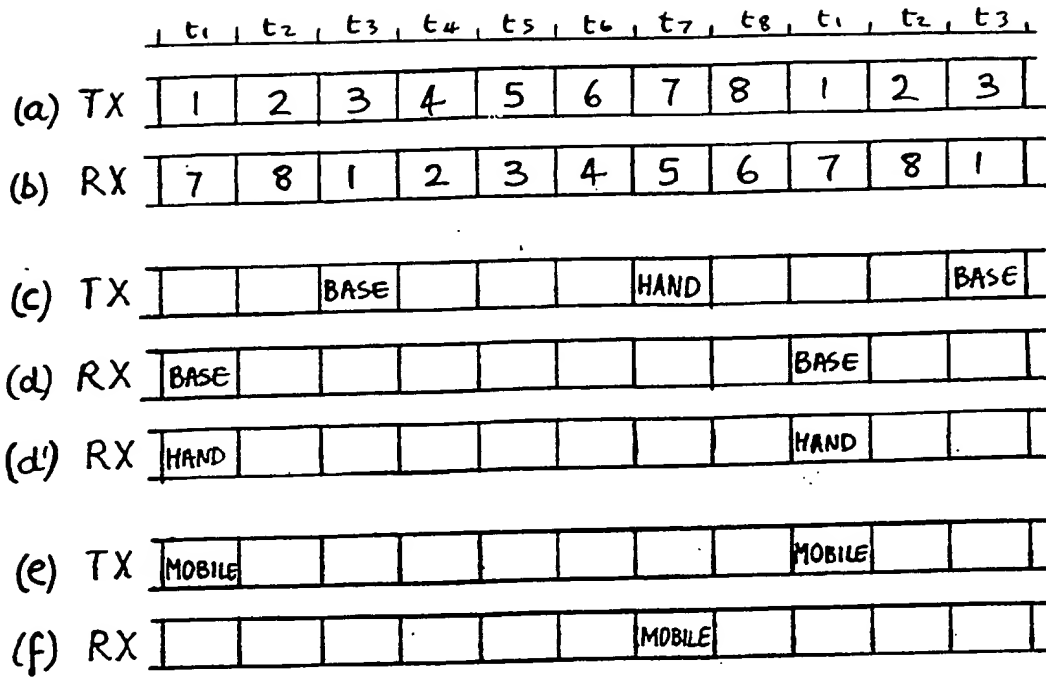 t1 t2 t3 t4 t5 t6 t7 t8 t1 t2 t3
(a) TX 1 2 3 4 5 6 7 8 1 2 3
(b) RX 7 8 1 2 3 4 5 6 7 8 1
(c) TX BASE HAND BASE
(d) RX BASE BASE
(d') RX HAND HAND
(e) TX MOBILE MOBILE
(f) RX MOBILE